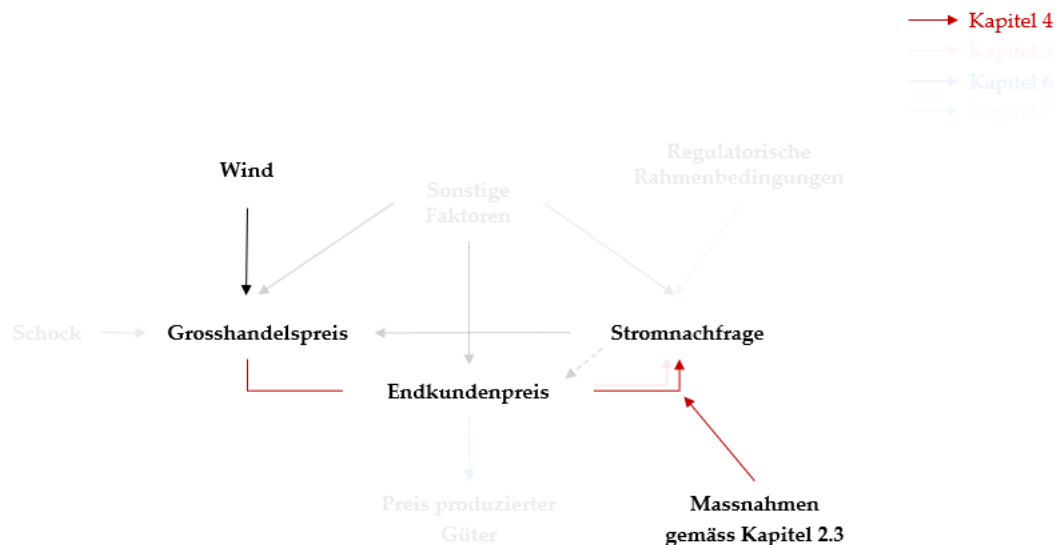 Kapitel 4
Kapitel 5
Kapitel 6
Kapitel 7
Regulatorische
Rahmenbedingungen
Wind
Sonstige
Faktoren
Schock
Grosshandelspreis
Stromnachfrage
Endkundenpreis
Preis produzierter
Güter
Massnahmen
gemäss Kapitel 2.3